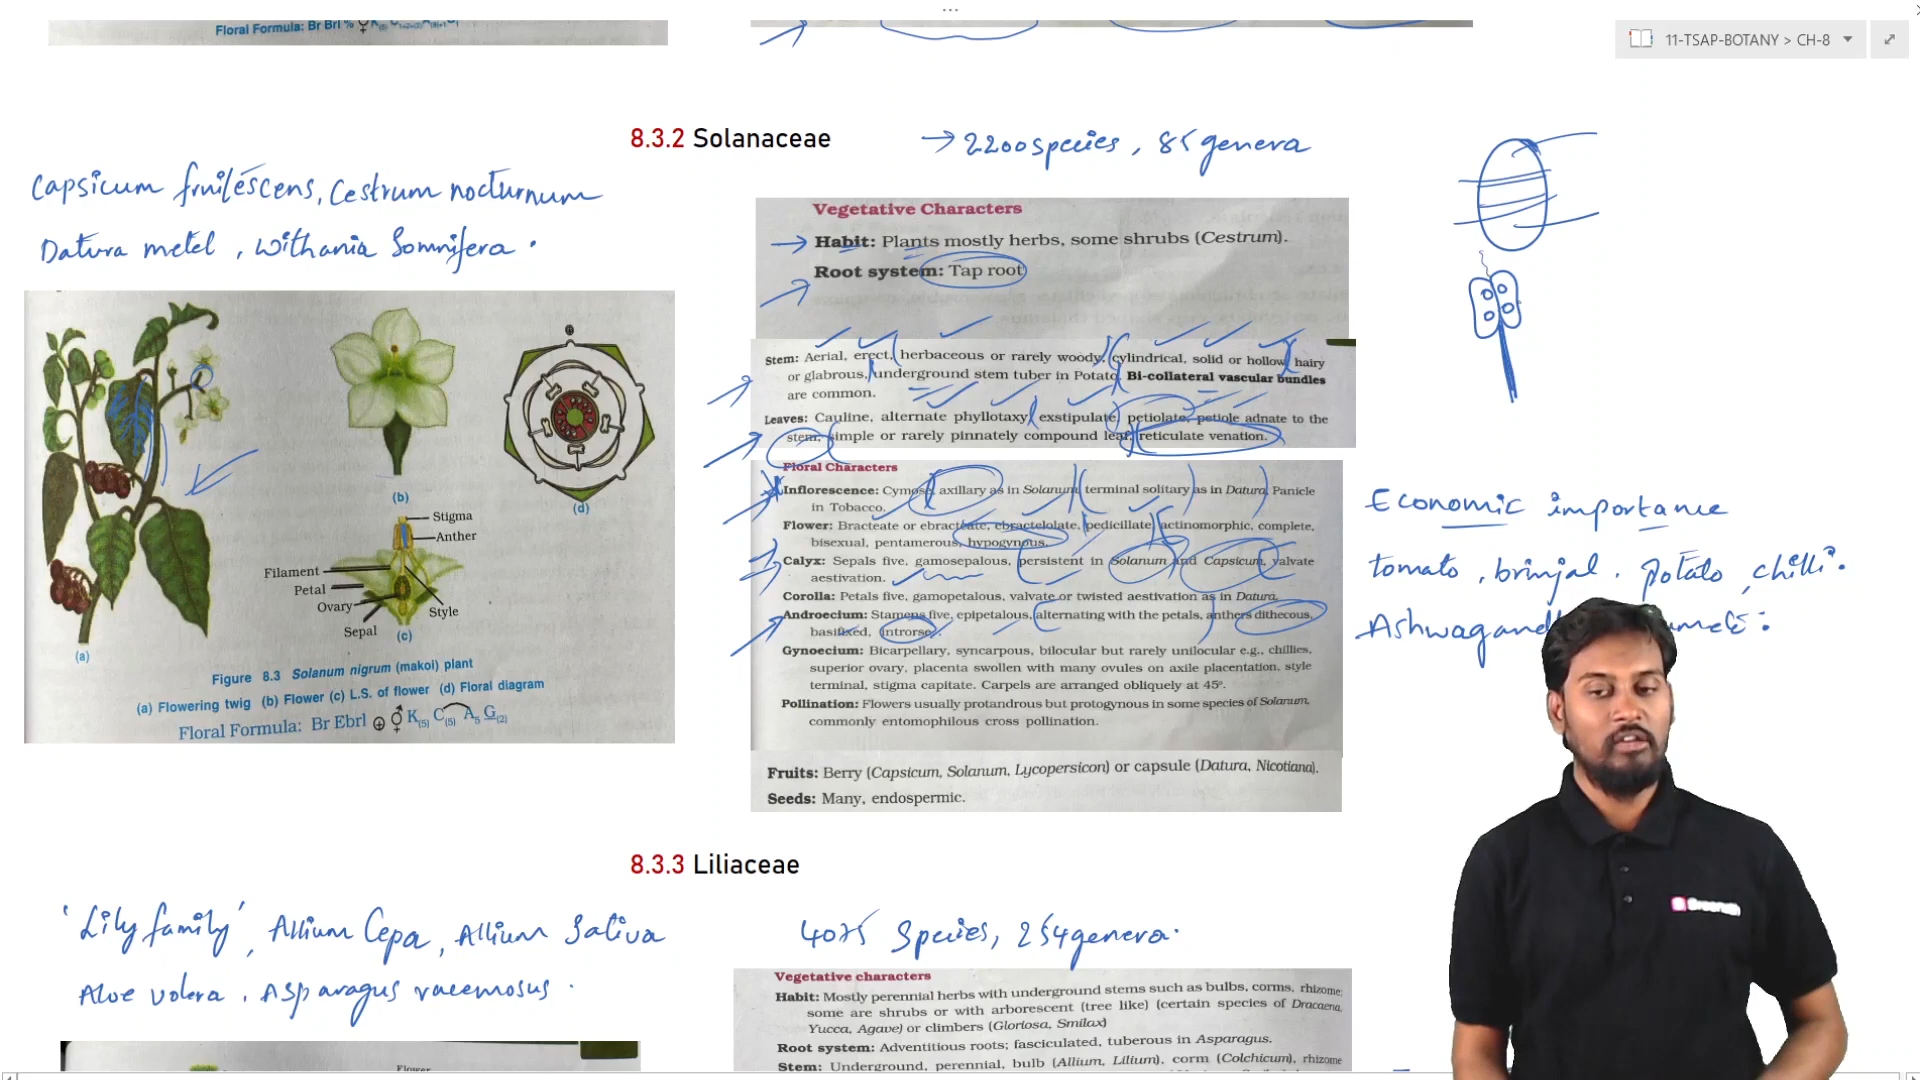 Floral Formula: Br Brl %
11-TSAP-BOTANY > CH-8
8.3.2 Solanaceae
→ 2200 species, 85 genera
Capsicum frutescens, Cestrum nocturnum
Datura metel, Withania Somnifera.
Vegetative Characters
Habit: Plants mostly herbs, some shrubs (Cestrum).
Root system: Tap root
Stem: Aerial, erect, herbaceous or rarely woody, cylindrical, solid or hollow, hairy
or glabrous, underground stem tuber in Potato. Bi-collateral vascular bundles
are common.
Leaves: Cauline, alternate phyllotaxy, exstipulate, petiolate, petiole adnate to the
stem, simple or rarely pinnately compound leaf, reticulate venation.
Floral Characters
Inflorescence: Cymose, axillary as in Solanum, terminal solitary as in Datura, Panicle
in Tobacco.
Flower: Bracteate or ebracteate, ebractelolate, pedicillate, actinomorphic, complete,
bisexual, pentamerous, hypogynous.
Calyx: Sepals five, gamosepalous, persistent in Solanum and Capsicum, valvate
aestivation.
Corolla: Petals five, gamopetalous, valvate or twisted aestivation as in Datura.
Androecium: Stamens five, epipetalous, alternating with the petals, anthers dithecous,
basifixed, introrse.
Gynoecium: Bicarpellary, syncarpous, bilocular but rarely unilocular e.g., chillies,
superior ovary, placenta swollen with many ovules on axile placentation, style
terminal, stigma capitate. Carpels are arranged obliquely at 45°.
Pollination: Flowers usually protandrous but protogynous in some species of Solanum,
commonly entomophilous cross pollination.
Fruits: Berry (Capsicum, Solanum, Lycopersicon) or capsule (Datura, Nicotiana).
Seeds: Many, endospermic.
(b)
(d)
Stigma
Anther
Filament
Petal
Ovary
Style
Sepal
(c)
(a)
Figure 8.3 Solanum nigrum (makoi) plant
(a) Flowering twig (b) Flower (c) L.S. of flower (d) Floral diagram
Floral Formula: Br Ebrl ⊕ ⚥ K(5) C(5) A5 G(2)
Economic importance
tomato, brinjal, potato, chilli.
8.3.3 Liliaceae
'Lily family', Allium Cepa, Allium Sativa
Aloe volera, Asparagus racemosus.
4075 Species, 254 genera.
Vegetative characters
Habit: Mostly perennial herbs with underground stems such as bulbs, corms, rhizome;
some are shrubs or with arborescent (tree like) (certain species of Dracaena,
Yucca, Agave) or climbers (Gloriosa, Smilax)
Root system: Adventitious roots; fasciculated, tuberous in Asparagus.
Stem: Underground, perennial, bulb (Allium, Lilium), corm (Colchicum), rhizome
Flower